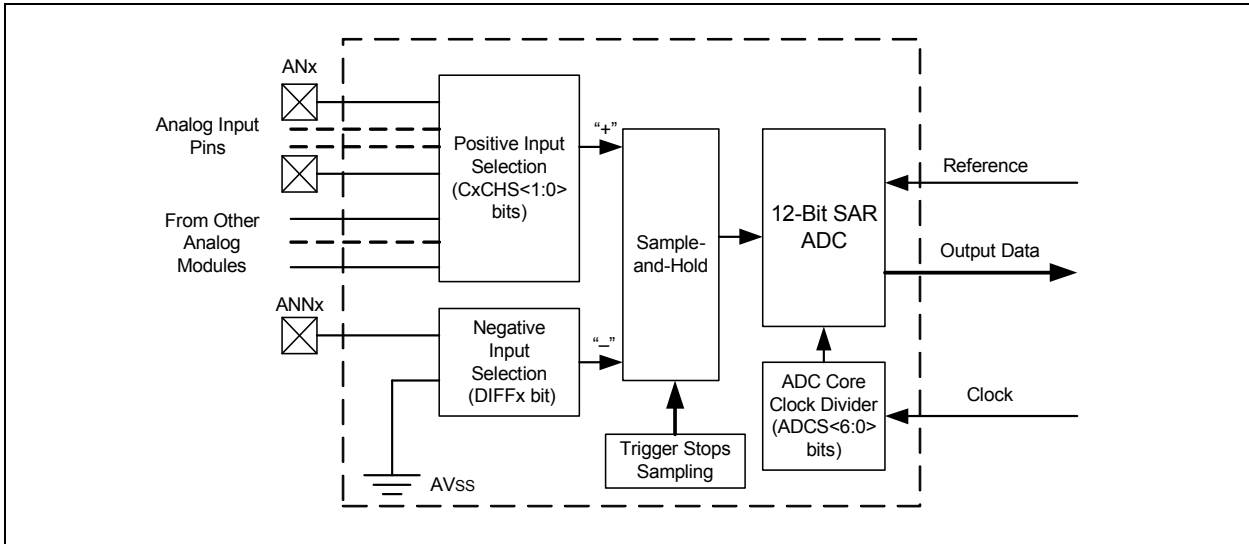 ANx
Analog Input
Pins
From Other
Analog
Modules
ANNx
Positive Input
Selection
(CxCHS<1:0>
bits)
“+”
Negative
Input
Selection
(DIFFx bit)
“–”
AVSS
Sample-
and-Hold
Trigger Stops
Sampling
12-Bit SAR
ADC
ADC Core
Clock Divider
(ADCS<6:0>
bits)
Reference
Output Data
Clock